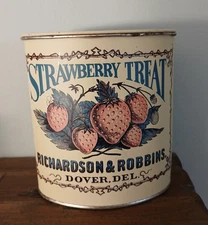 STRAWBERRY TREAT
RICHARDSON & ROBBINS
DOVER, DEL.